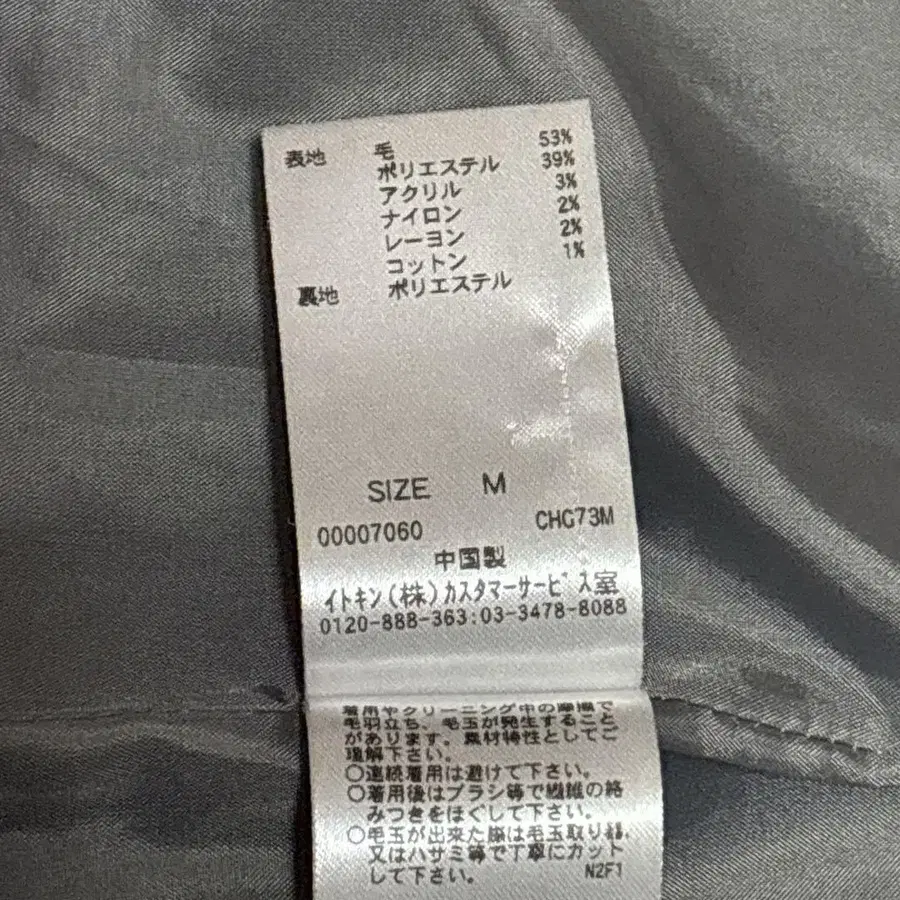 表地 毛 53%
ポリエステル 39%
アクリル 3%
ナイロン 2%
レーヨン 2%
コットン 1%
裏地 ポリエステル
SIZE M
00007060 CHG73M
中国製
イトキン(株)カスタマーサービス室
0120-888-363:03-3478-8088
着用やクリーニング中の摩擦で
毛羽立ち、毛玉が発生すること
があります。素材特性としてご
理解下さい。
○連続着用は避けて下さい。
○着用後はブラシ等で繊維の絡
みつきをほぐして下さい。
○毛玉が出来た際は毛玉取り器、
又はハサミ等で丁寧にカット
して下さい。 N2F1